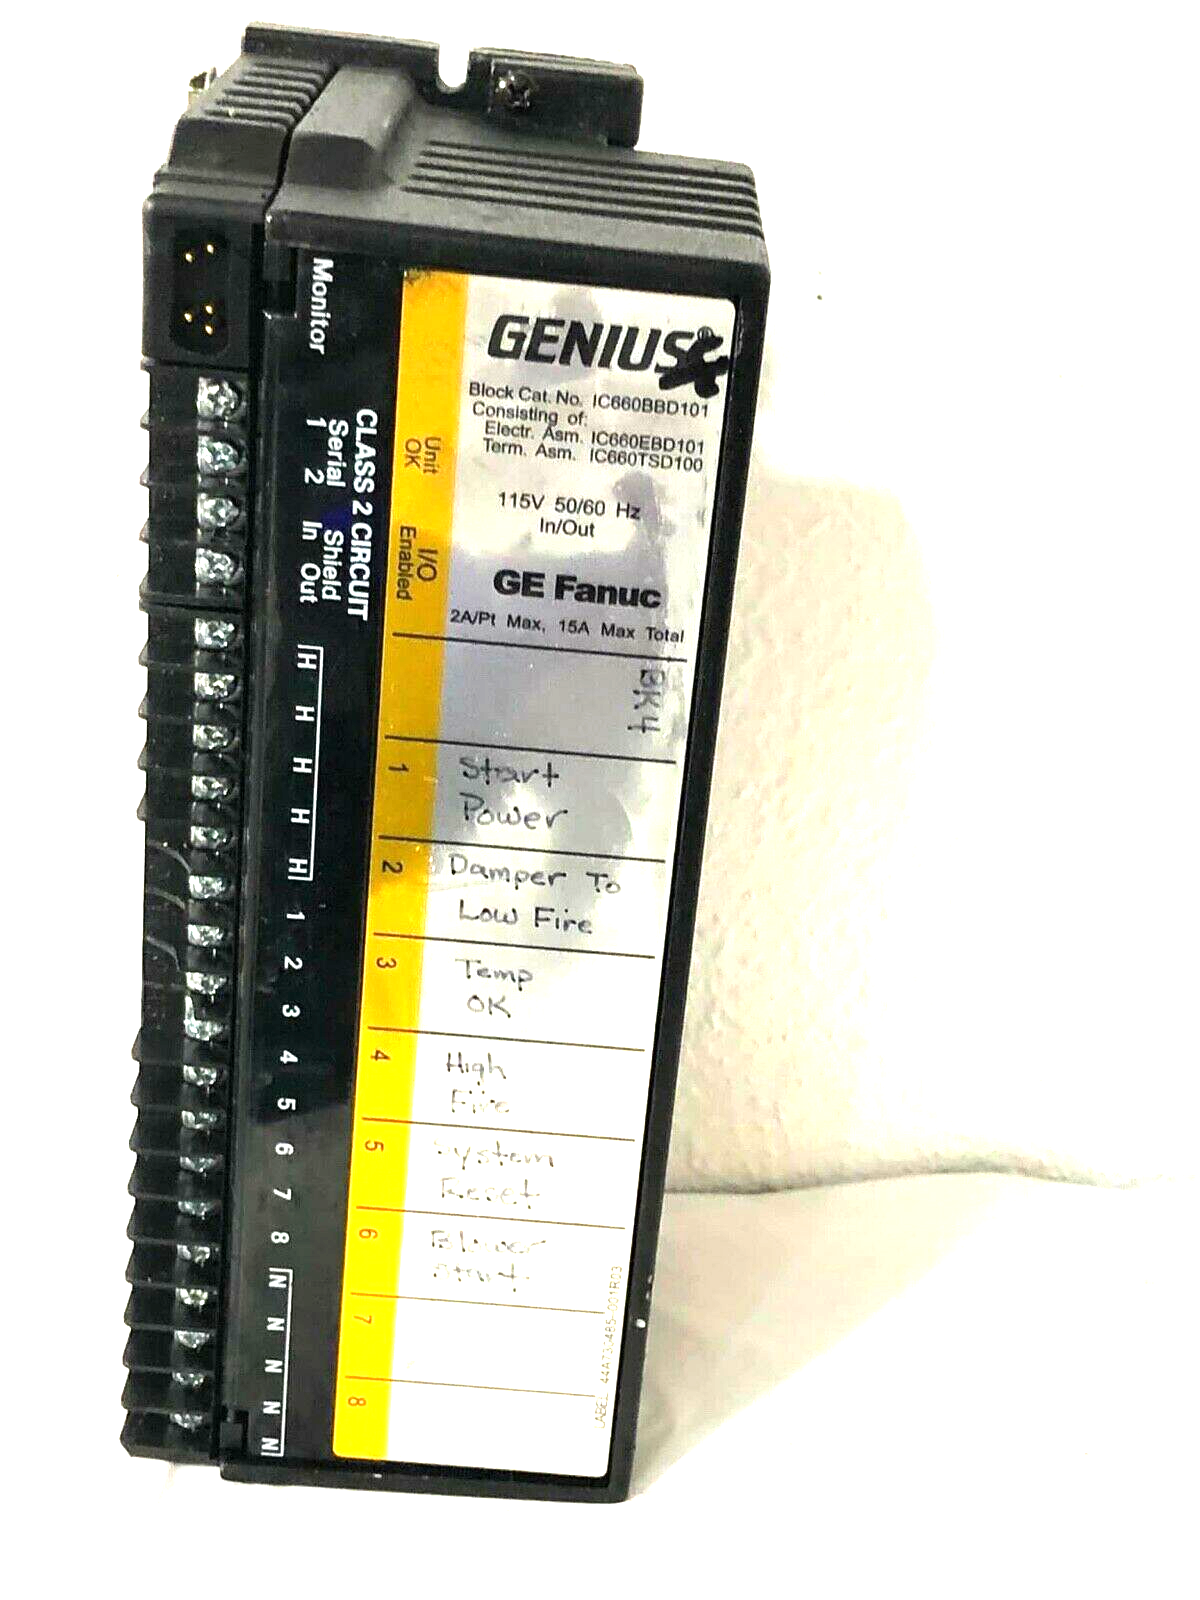 Monitor
CLASS 2 CIRCUIT
Serial Shield
1 2 In Out
H
H
H
H
H
1
2
3
4
5
6
7
8
N
N
N
N
N
Unit
OK
I/O
Enabled
GENIUS®
Block Cat. No. IC660BBD101
Consisting of:
Electr. Asm. IC660EBD101
Term. Asm. IC660TSD100
115V 50/60 Hz
In/Out
GE Fanuc
2A/Pt Max, 15A Max Total
BK4
1 Start
Power
2 Damper To
Low Fire
3 Temp
OK
4 High
Fire
5 System
Reset
6 Blower
Start
7
8